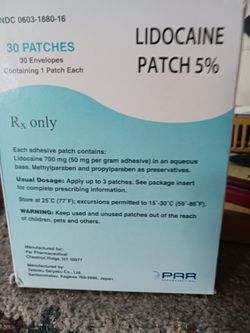 NDC 0603-1880-16
30 PATCHES
30 Envelopes
Containing 1 Patch Each
LIDOCAINE
PATCH 5%
Rx only
Each adhesive patch contains:
Lidocaine 700 mg (50 mg per gram adhesive) in an aqueous
base. Methylparaben and propylparaben as preservatives.
Usual Dosage: Apply up to 3 patches. See package insert
for complete prescribing information.
Store at 25°C (77°F); excursions permitted to 15°-30°C (59°-86°F).
WARNING: Keep used and unused patches out of the reach
of children, pets and others.
Manufactured for:
Par Pharmaceutical
Chestnut Ridge, NY 10977
Manufactured by:
Teikoku Seiyaku Co., Ltd.
Sanbonmatsu, Kagawa 769-2695, Japan
PAR